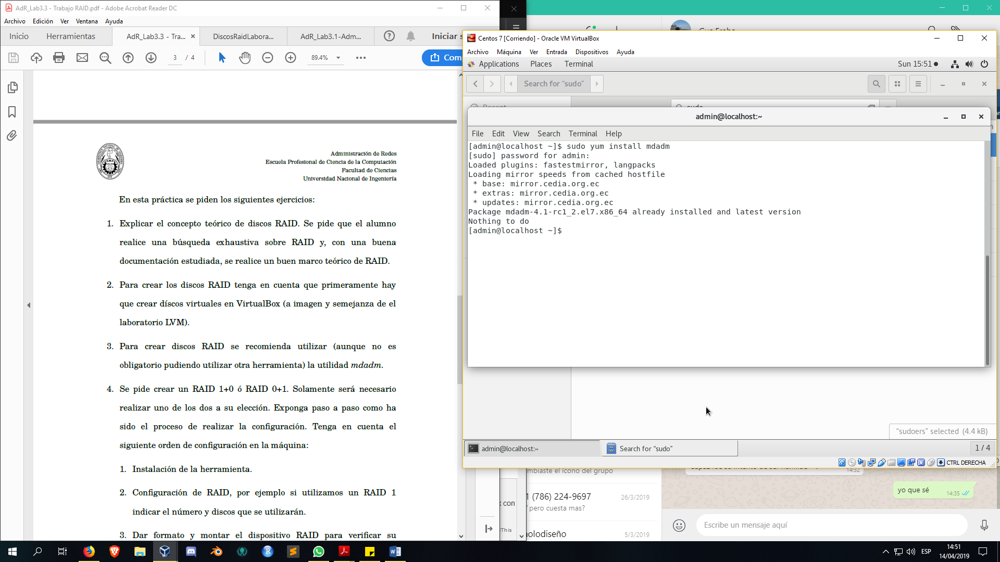 AdR_Lab3.3 - Trabajo RAID.pdf - Adobe Acrobat Reader DC
Archivo Edición Ver Ventana Ayuda
Inicio Herramientas AdR_Lab3.3 - Tra... DiscosRaidLabora... AdR_Lab3.1-Adm... Iniciar s
3 / 4 89.4% Com
Administración de Redes
Escuela Profesional de Ciencia de la Computación
Facultad de Ciencias
Universidad Nacional de Ingeniería
En esta práctica se piden los siguientes ejercicios:
1. Explicar el concepto teórico de discos RAID. Se pide que el alumno
realice una búsqueda exhaustiva sobre RAID y, con una buena
documentación estudiada, se realice un buen marco teórico de RAID.
2. Para crear los discos RAID tenga en cuenta que primeramente hay
que crear díscos virtuales en VirtualBox (a imagen y semejanza de el
laboratorio LVM).
3. Para crear discos RAID se recomienda utilizar (aunque no es
obligatorio pudiendo utilizar otra herramienta) la utilidad mdadm.
4. Se pide crear un RAID 1+0 ó RAID 0+1. Solamente será necesario
realizar uno de los dos a su elección. Exponga paso a paso como ha
sido el proceso de realizar la configuración. Tenga en cuenta el
siguiente orden de configuración en la máquina:
1. Instalación de la herramienta.
2. Configuración de RAID, por ejemplo si utilizamos un RAID 1
indicar el número y discos que se utilizarán.
3. Dar formato y montar el dispositivo RAID para verificar su
Centos 7 [Corriendo] - Oracle VM VirtualBox
Archivo Máquina Ver Entrada Dispositivos Ayuda
Applications Places Terminal Sun 15:51
Search for “sudo”
Recent
admin@localhost:~
File Edit View Search Terminal Help
[admin@localhost ~]$ sudo yum install mdadm
[sudo] password for admin:
Loaded plugins: fastestmirror, langpacks
Loading mirror speeds from cached hostfile
* base: mirror.cedia.org.ec
* extras: mirror.cedia.org.ec
* updates: mirror.cedia.org.ec
Package mdadm-4.1-rc1_2.el7.x86_64 already installed and latest version
Nothing to do
[admin@localhost ~]$
“sudoers” selected (4.4 kB)
admin@localhost:~ Search for “sudo” 1 / 4
CTRL DERECHA
mbiaste el ícono del grupo
14:32
1 (786) 224-9697 26/3/2019
pero cuesta mas?
yo que sé 14:35
con
This
aolodiseño 5/3/2019
Escribe un mensaje aquí
ESP
14:51
14/04/2019